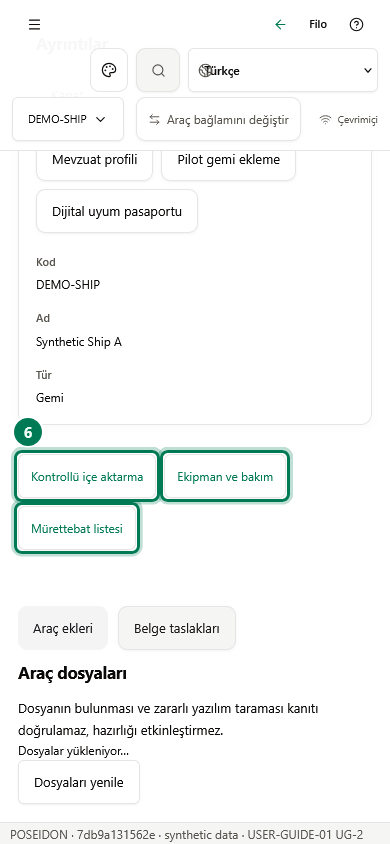 Filo
Ayrıntılar
Türkçe
DEMO-SHIP
Araç bağlamını değiştir
Çevrimiçi
Mevzuat profili
Pilot gemi ekleme
Dijital uyum pasaportu
Kod
DEMO-SHIP
Ad
Synthetic Ship A
Tür
Gemi
6
Kontrollü içe aktarma
Ekipman ve bakım
Mürettebat listesi
Araç ekleri
Belge taslakları
Araç dosyaları
Dosyanın bulunması ve zararlı yazılım taraması kanıtı
doğrulamaz, hazırlığı etkinleştirmez.
Dosyalar yükleniyor...
Dosyaları yenile
POSEIDON · 7db9a131562e · synthetic data · USER-GUIDE-01 UG-2